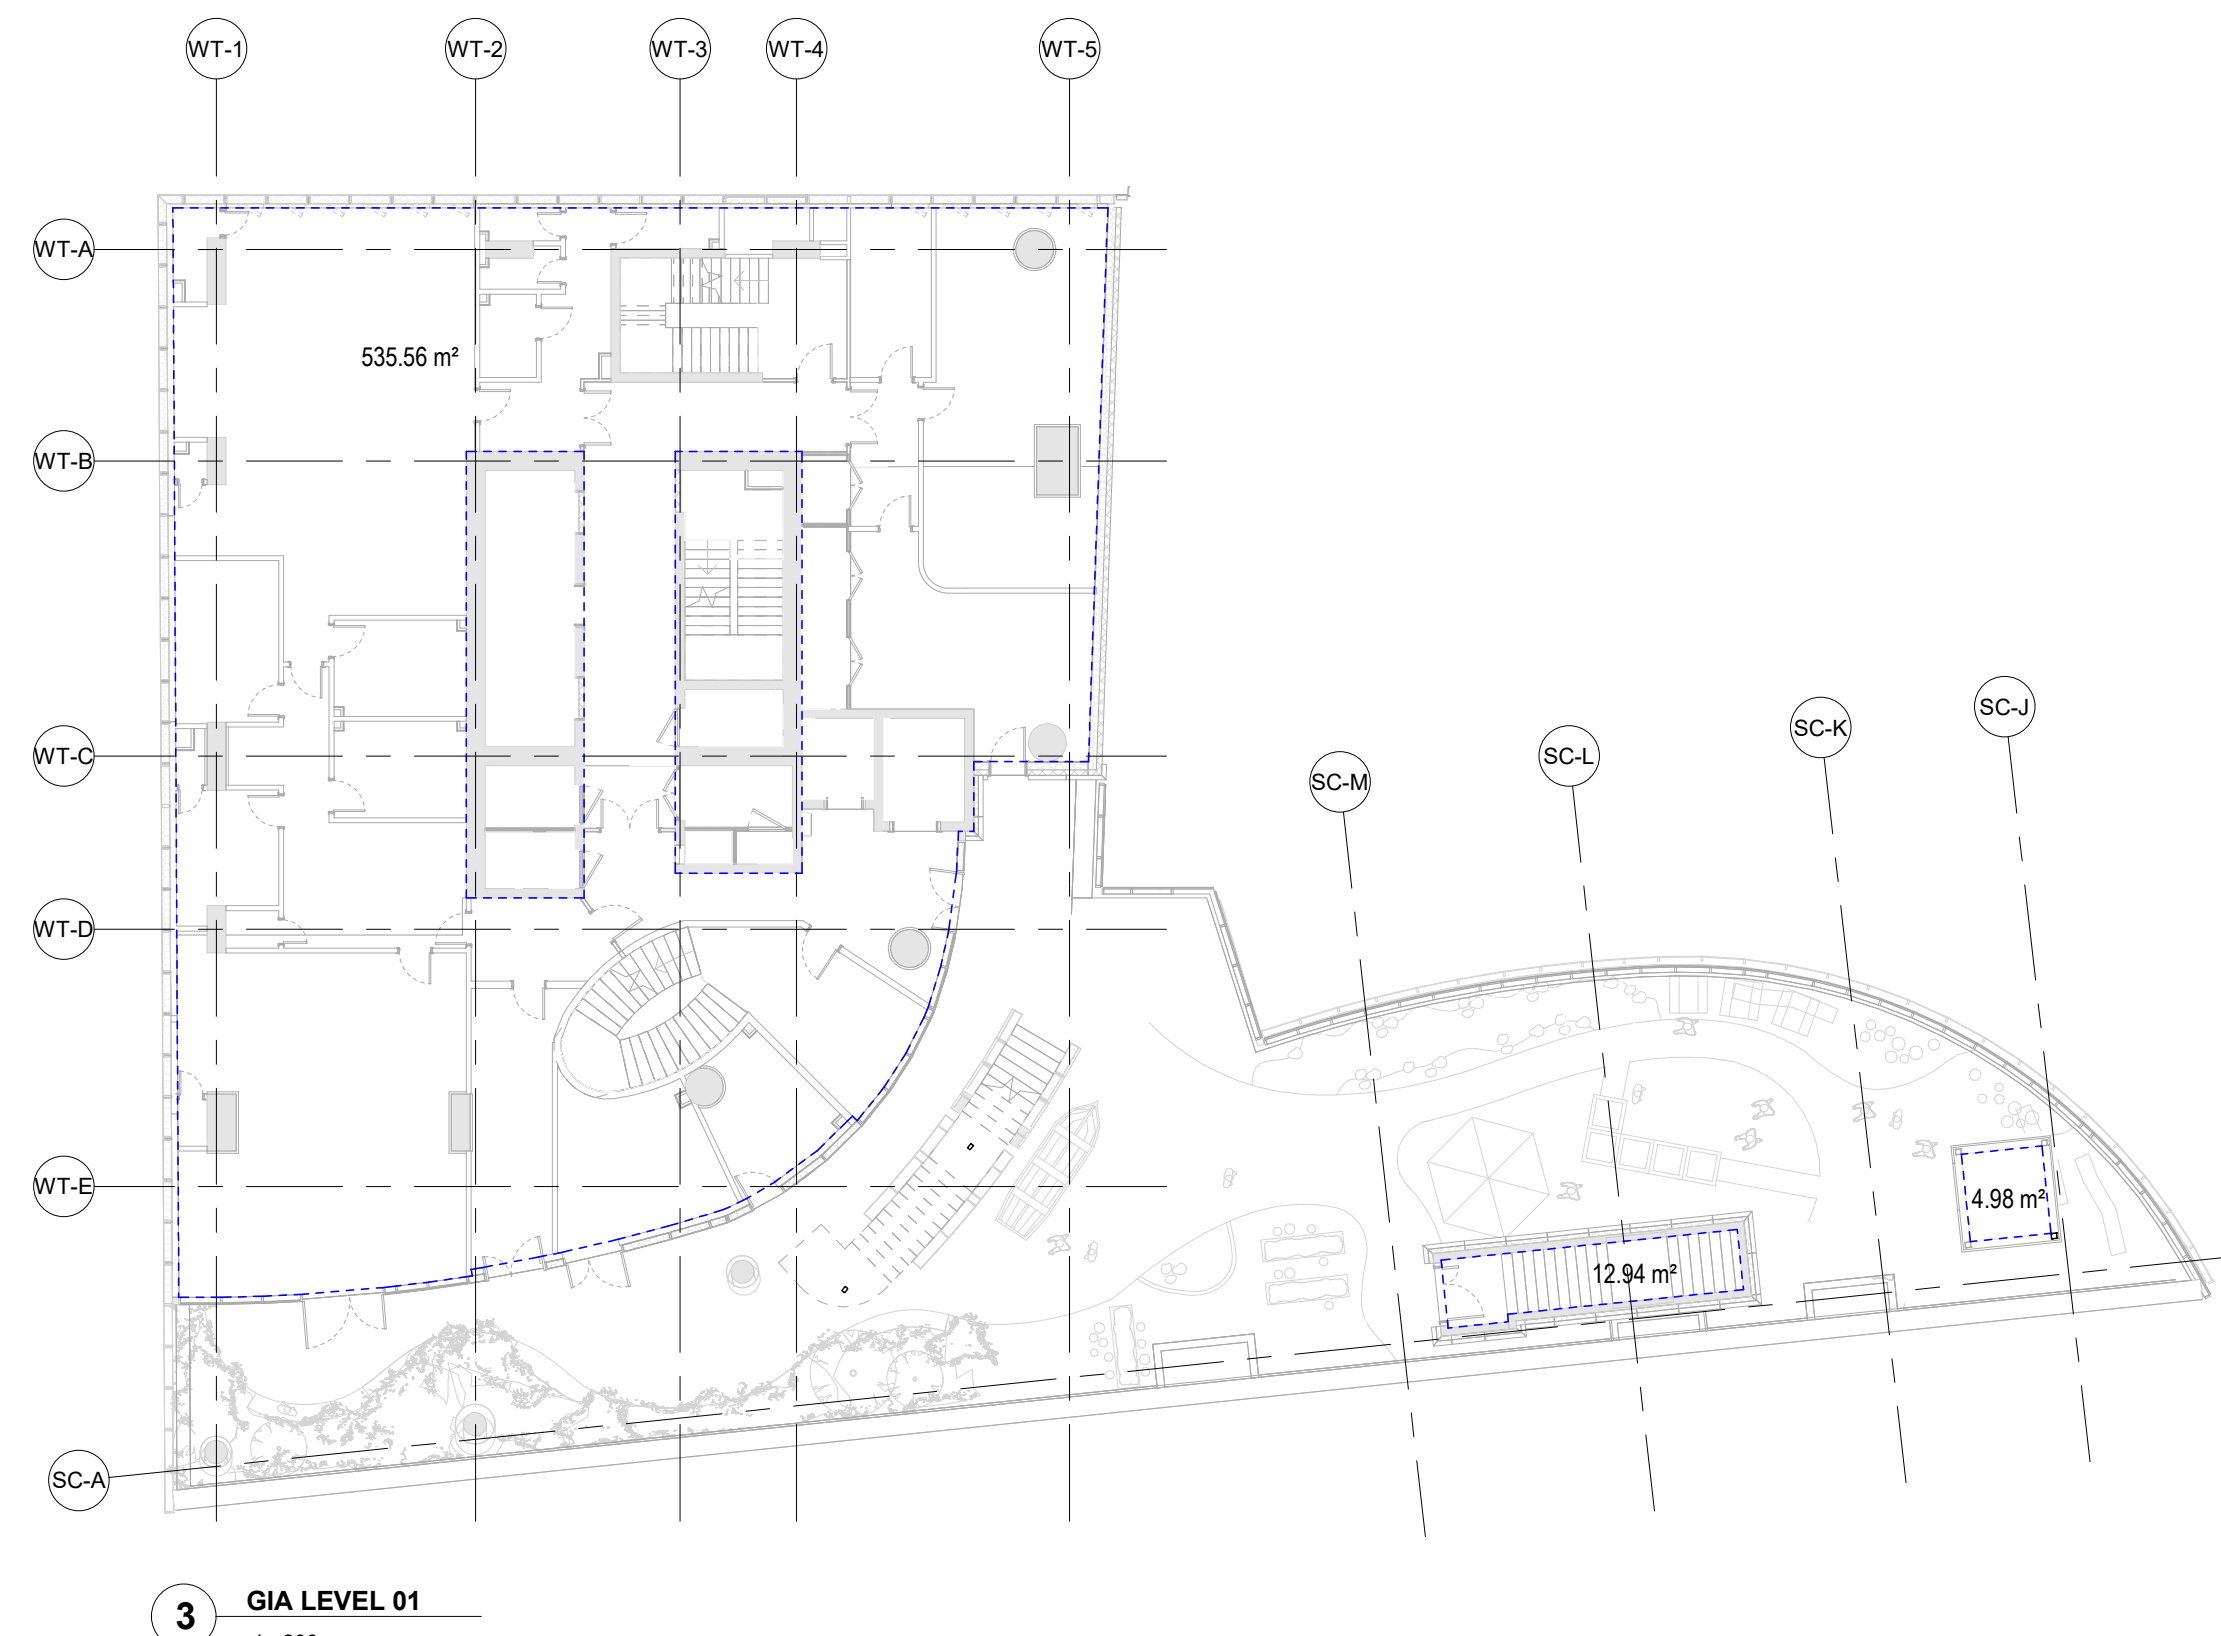 WT-1 WT-2 WT-3 WT-4 WT-5
WT-A
535.56 m²
WT-B
WT-C
SC-M SC-L SC-K SC-J
WT-D
WT-E
4.98 m²
12.94 m²
SC-A
3 GIA LEVEL 01